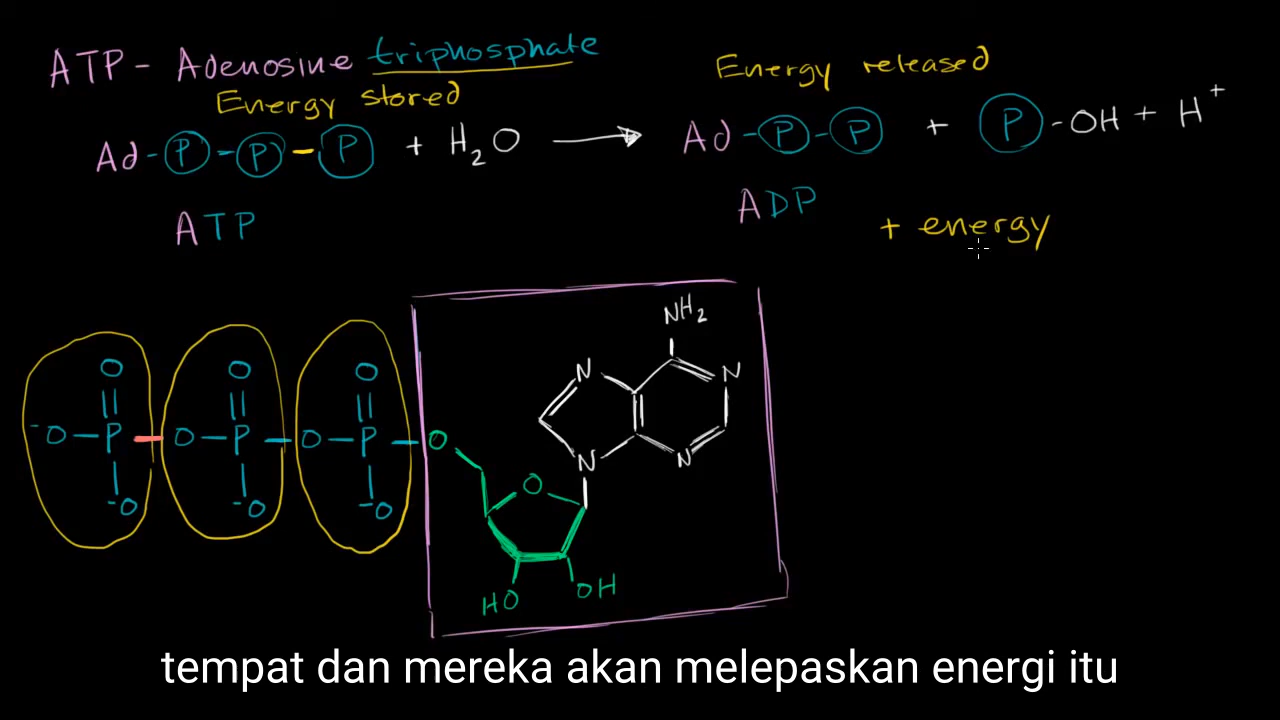 ATP - Adenosine triphosphate
Energy stored
Energy released
Ad - P - P - P + H2O → Ad - P - P + P - OH + H+
ATP
ADP
+ energy
NH2
O O O
N N
-O - P - O - P - O - P - O
N N
O
-O -O -O
HO OH
tempat dan mereka akan melepaskan energi itu